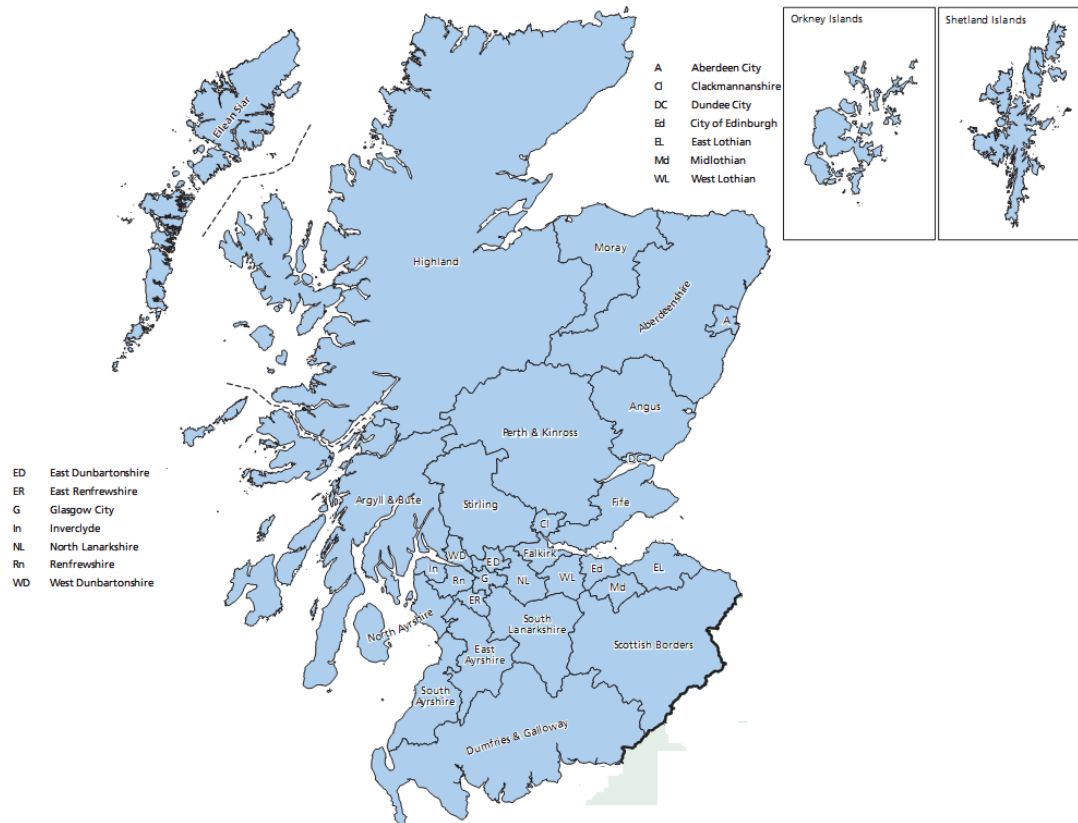 Orkney Islands
Shetland Islands
A Aberdeen City
Cl Clackmannanshire
DC Dundee City
Ed City of Edinburgh
EL East Lothian
Md Midlothian
WL West Lothian
Eilean Siar
Highland
Moray
Aberdeenshire
A
Angus
Perth & Kinross
DC
ED East Dunbartonshire
ER East Renfrewshire
G Glasgow City
In Inverclyde
NL North Lanarkshire
Rn Renfrewshire
WD West Dunbartonshire
Argyll & Bute
Stirling
Fife
Cl
WD
ED
Falkirk
In
Rn
G
NL
WL
Ed
EL
Md
ER
North Ayrshire
South
Lanarkshire
Scottish Borders
East
Ayrshire
South
Ayrshire
Dumfries & Galloway